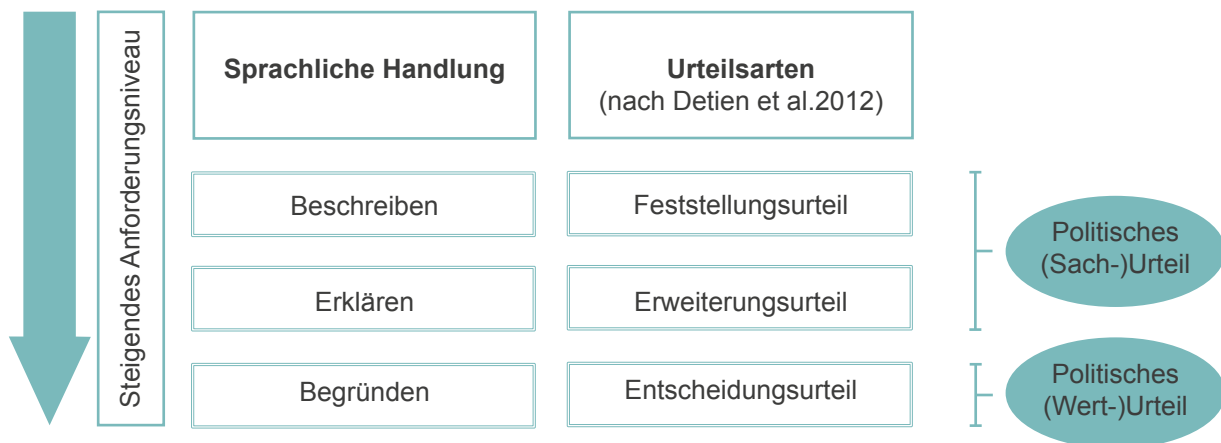 Steigendes Anforderungsniveau
Sprachliche Handlung
Urteilsarten
(nach Detien et al.2012)
Beschreiben
Feststellungsurteil
Erklären
Erweiterungsurteil
Begründen
Entscheidungsurteil
Politisches
(Sach-)Urteil
Politisches
(Wert-)Urteil